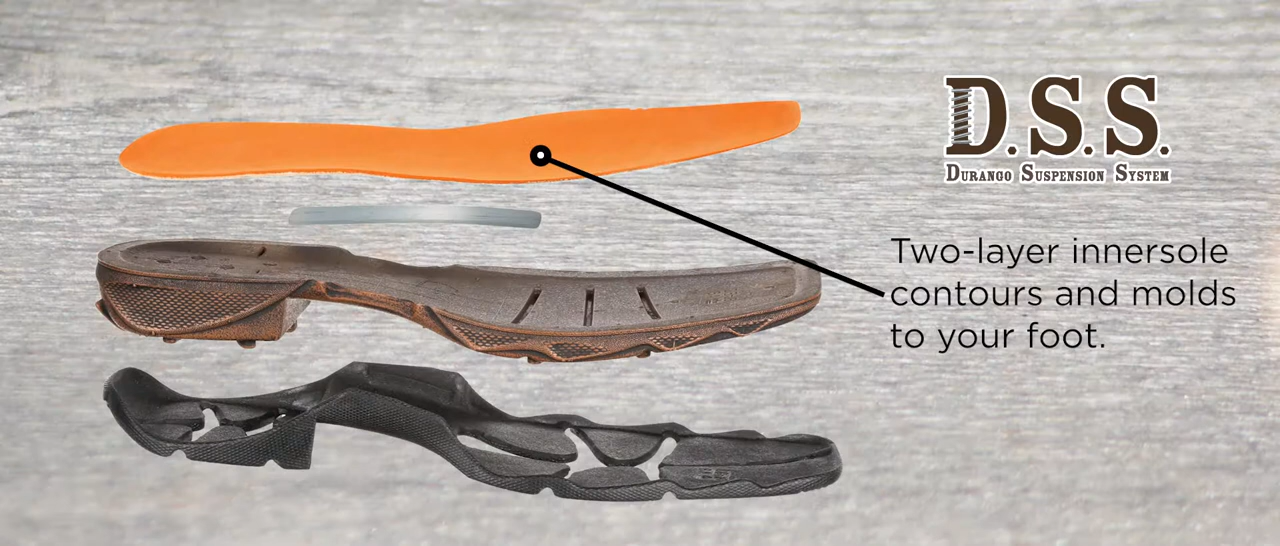 D.S.S.
Durango Suspension System
Two-layer innersole
contours and molds
to your foot.